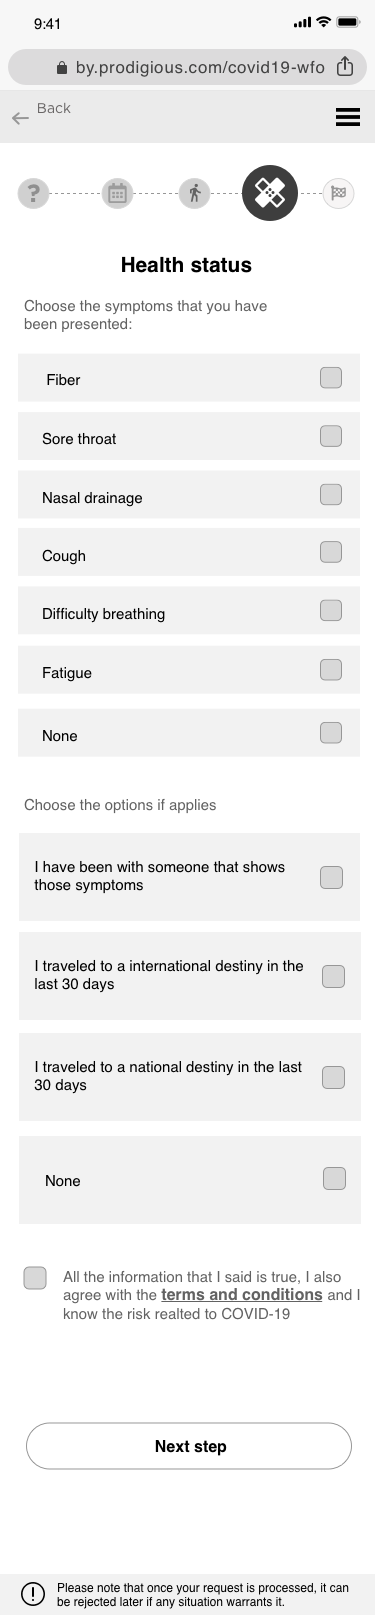 9:41
by.prodigious.com/covid19-wfo
Back
?
Health status
Choose the symptoms that you have
been presented:
Fiber
Sore throat
Nasal drainage
Cough
Difficulty breathing
Fatigue
None
Choose the options if applies
I have been with someone that shows
those symptoms
I traveled to a international destiny in the
last 30 days
I traveled to a national destiny in the last
30 days
None
All the information that I said is true, I also
agree with the terms and conditions and I
know the risk realted to COVID-19
Next step
Please note that once your request is processed, it can
be rejected later if any situation warrants it.